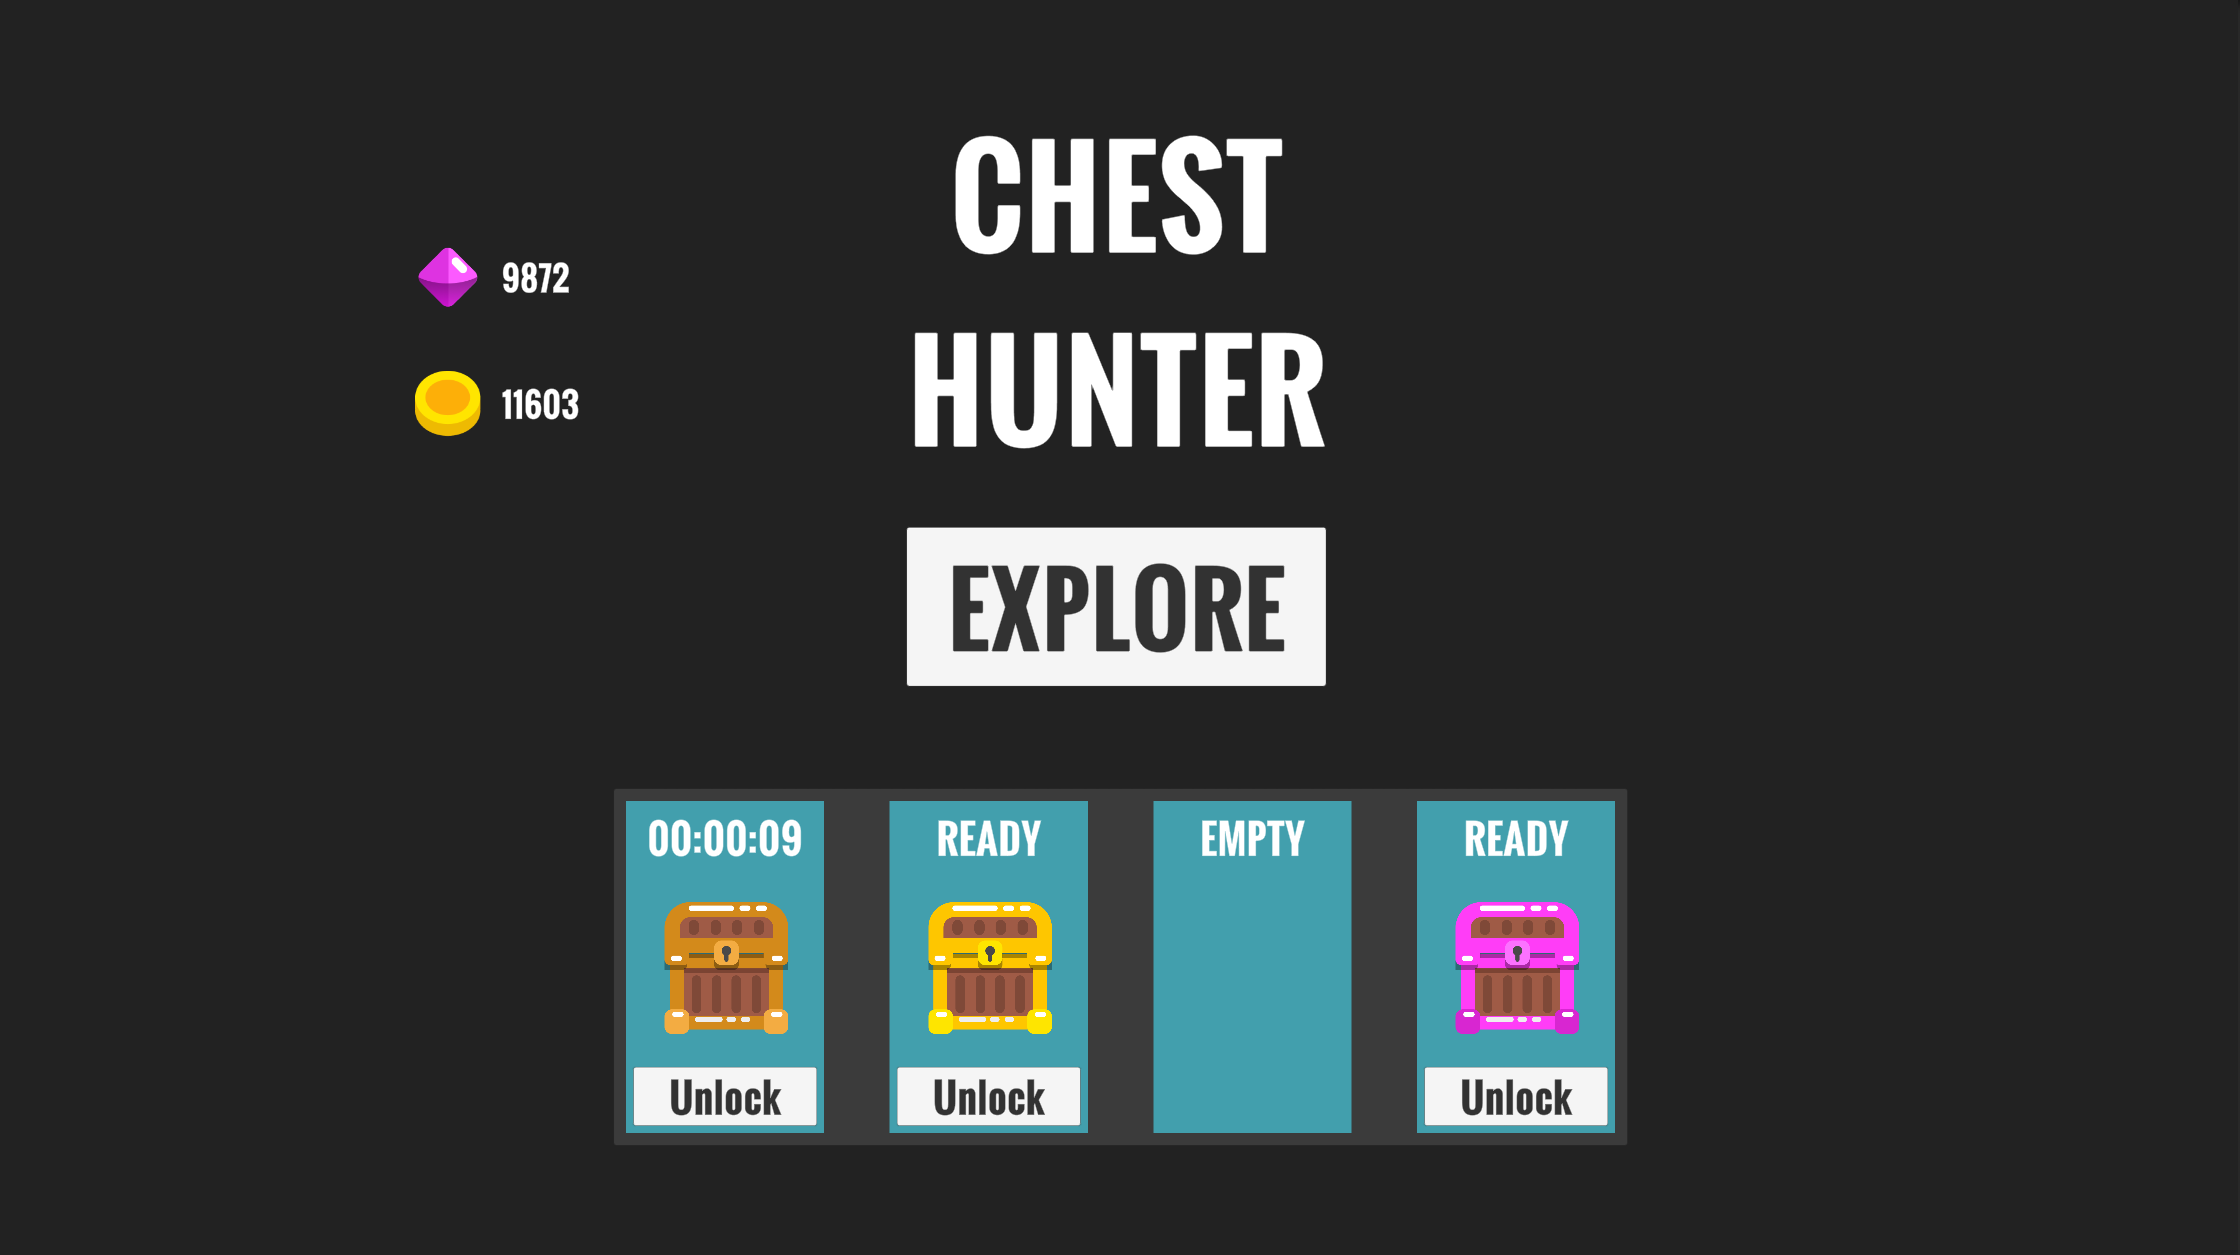 CHEST
HUNTER
9872
11603
EXPLORE
00:00:09
READY
EMPTY
READY
Unlock
Unlock
Unlock